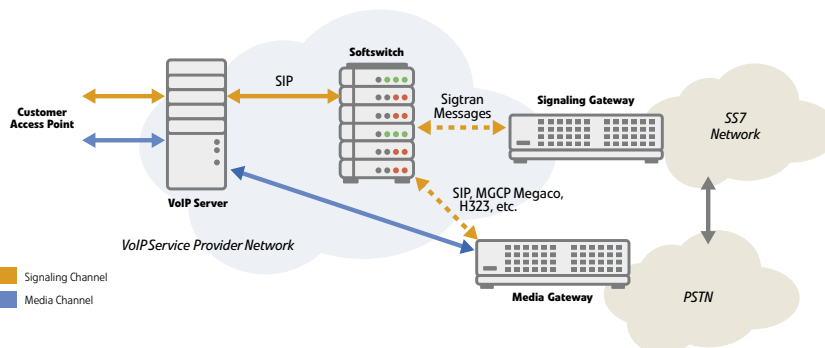 Softswitch
SIP
Sigtran
Messages
Signaling Gateway
SS7
Network
Customer
Access Point
VoIP Server
SIP, MGCP Megaco,
H323, etc.
VoIP Service Provider Network
Signaling Channel
Media Channel
Media Gateway
PSTN